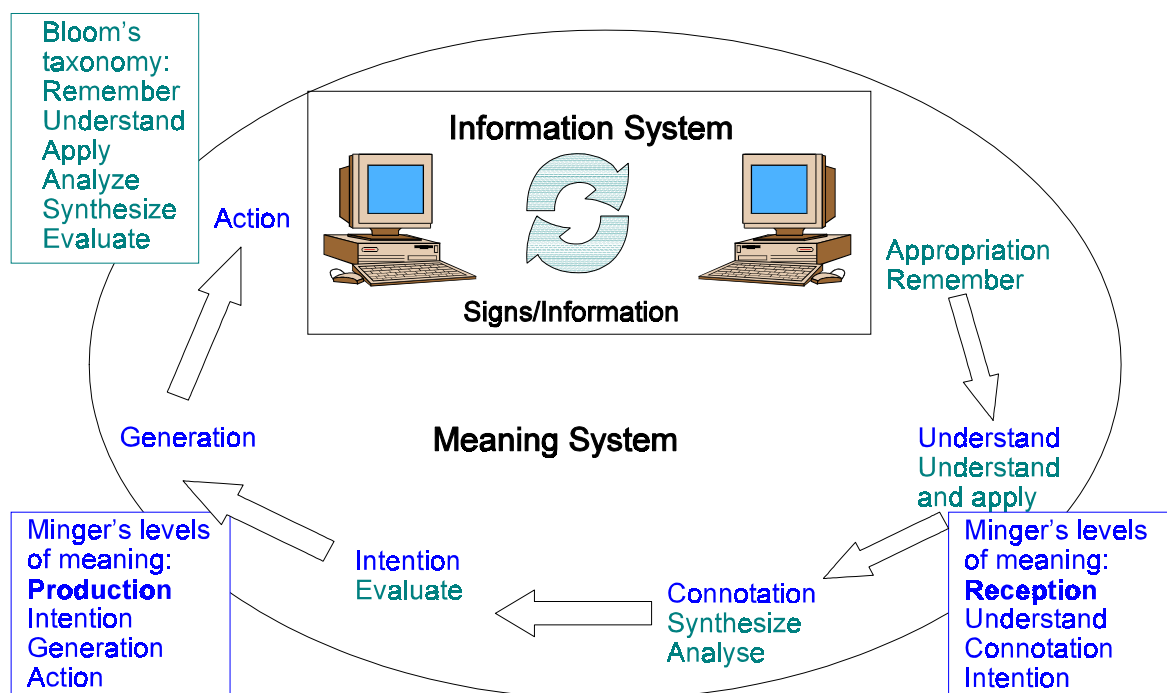 Bloom's
taxonomy:
Remember
Understand
Apply
Analyze
Synthesize
Evaluate
Information System
Signs/Information
Action
Appropriation
Remember
Generation
Meaning System
Understand
Understand
and apply
Minger's levels
of meaning:
Production
Intention
Generation
Action
Intention
Evaluate
Connotation
Synthesize
Analyse
Minger's levels
of meaning:
Reception
Understand
Connotation
Intention